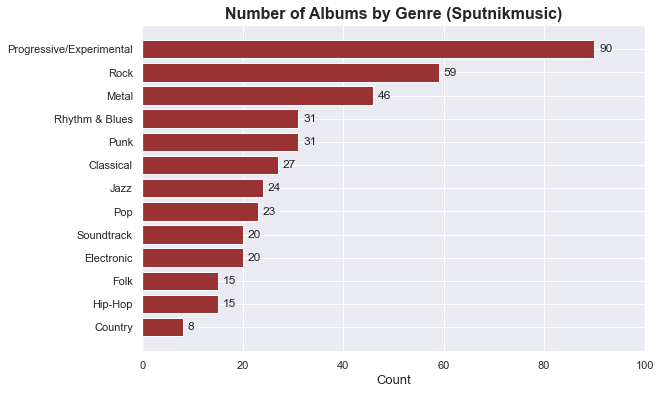 Number of Albums by Genre (Sputnikmusic)
Progressive/Experimental 90
Rock 59
Metal 46
Rhythm & Blues 31
Punk 31
Classical 27
Jazz 24
Pop 23
Soundtrack 20
Electronic 20
Folk 15
Hip-Hop 15
Country 8
0 20 40 60 80 100
Count